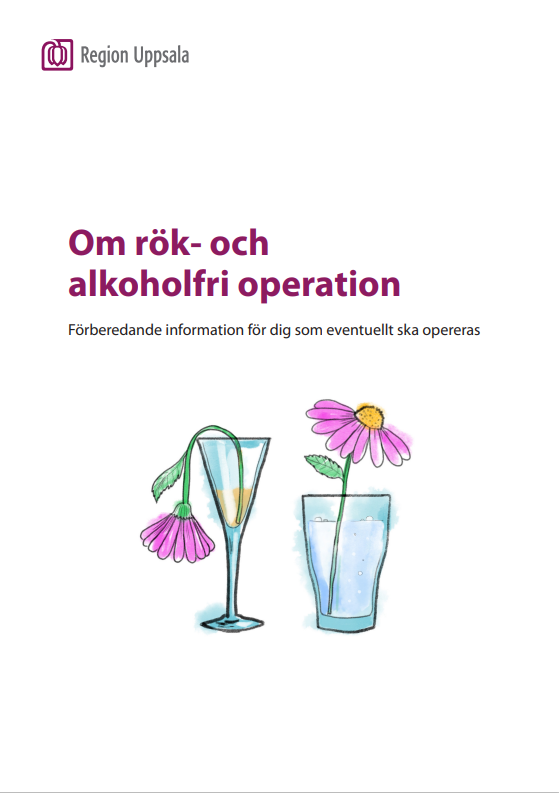 Region Uppsala
Om rök- och
alkoholfri operation
Förberedande information för dig som eventuellt ska opereras